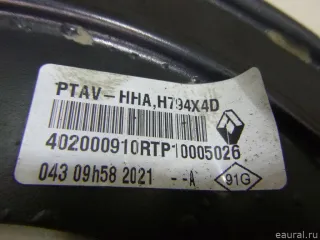 PTAV-HHA,H794X4D
402000910RTP10005026
043 09h58 2021 --A 91G
eaural.ru